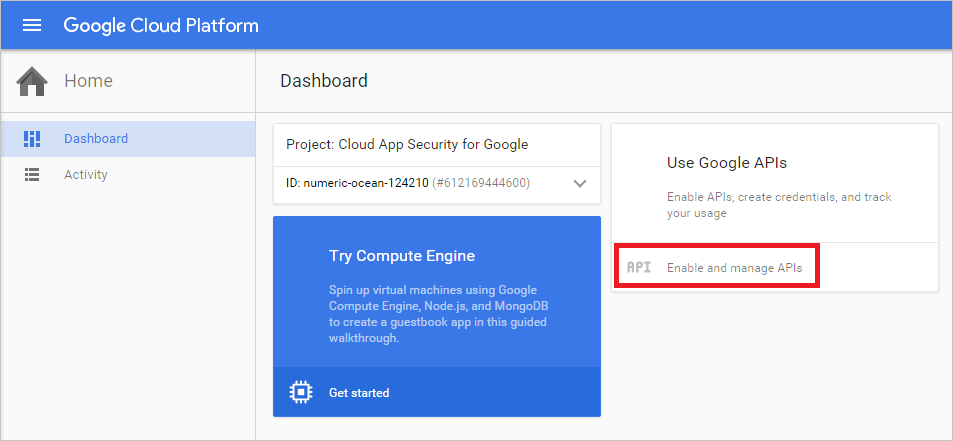 Google Cloud Platform
Home
Dashboard
Activity
Dashboard
Project: Cloud App Security for Google
ID: numeric-ocean-124210 (#612169444600)
Try Compute Engine
Spin up virtual machines using Google
Compute Engine, Node.js, and MongoDB
to create a guestbook app in this guided
walkthrough.
Get started
Use Google APIs
Enable APIs, create credentials, and track
your usage
API Enable and manage APIs